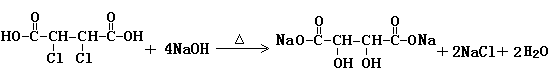 O O O O
HO-C-CH-CH-C-OH + 4NaOH △ NaO-C-CH-CH-C-ONa + 2NaCl + 2H₂O
Cl Cl OH OH